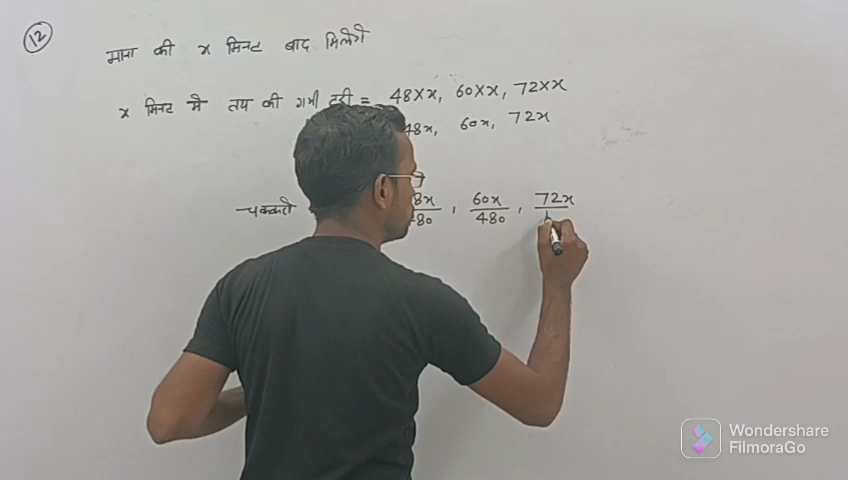 12
माना की x मिनट बाद मिलेंगे
x मिनट में तय की गयी दूरी = 48×x, 60×x, 72×x
48x, 60x, 72x
चक्करो 8x/480, 60x/480, 72x
Wondershare
FilmoraGo